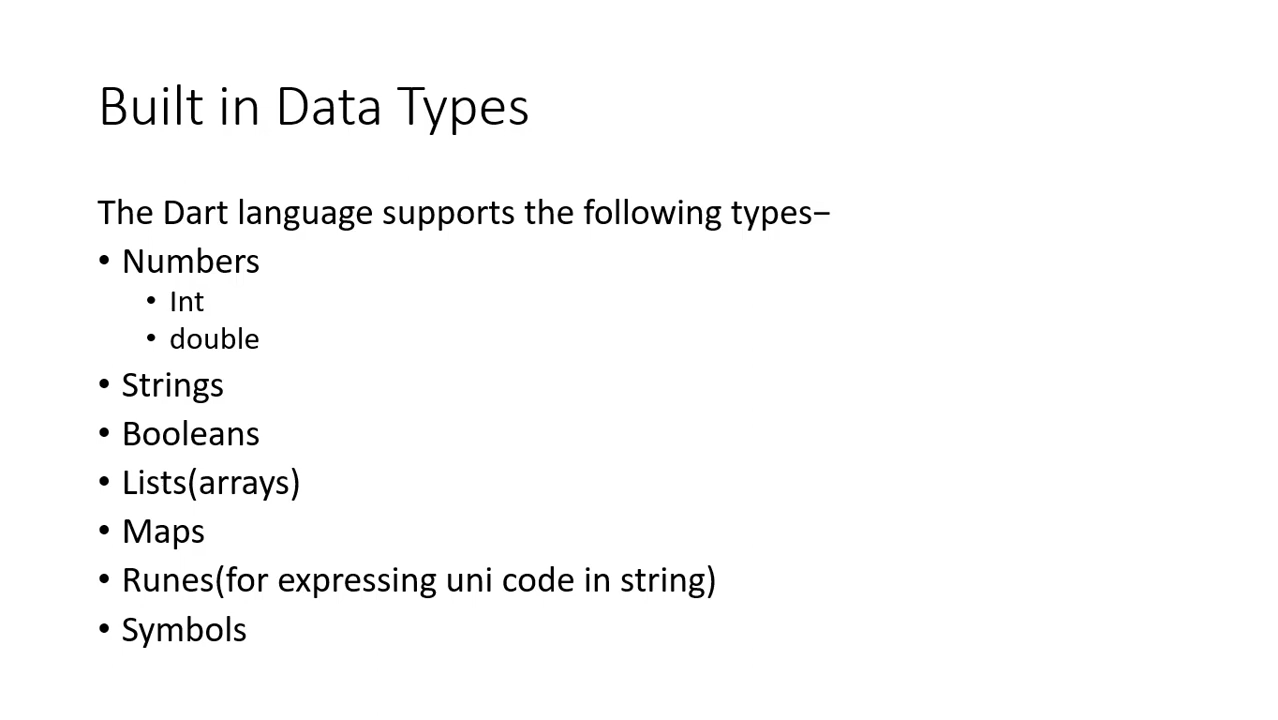 Built in Data Types
The Dart language supports the following types−
• Numbers
• Int
• double
• Strings
• Booleans
• Lists(arrays)
• Maps
• Runes(for expressing uni code in string)
• Symbols